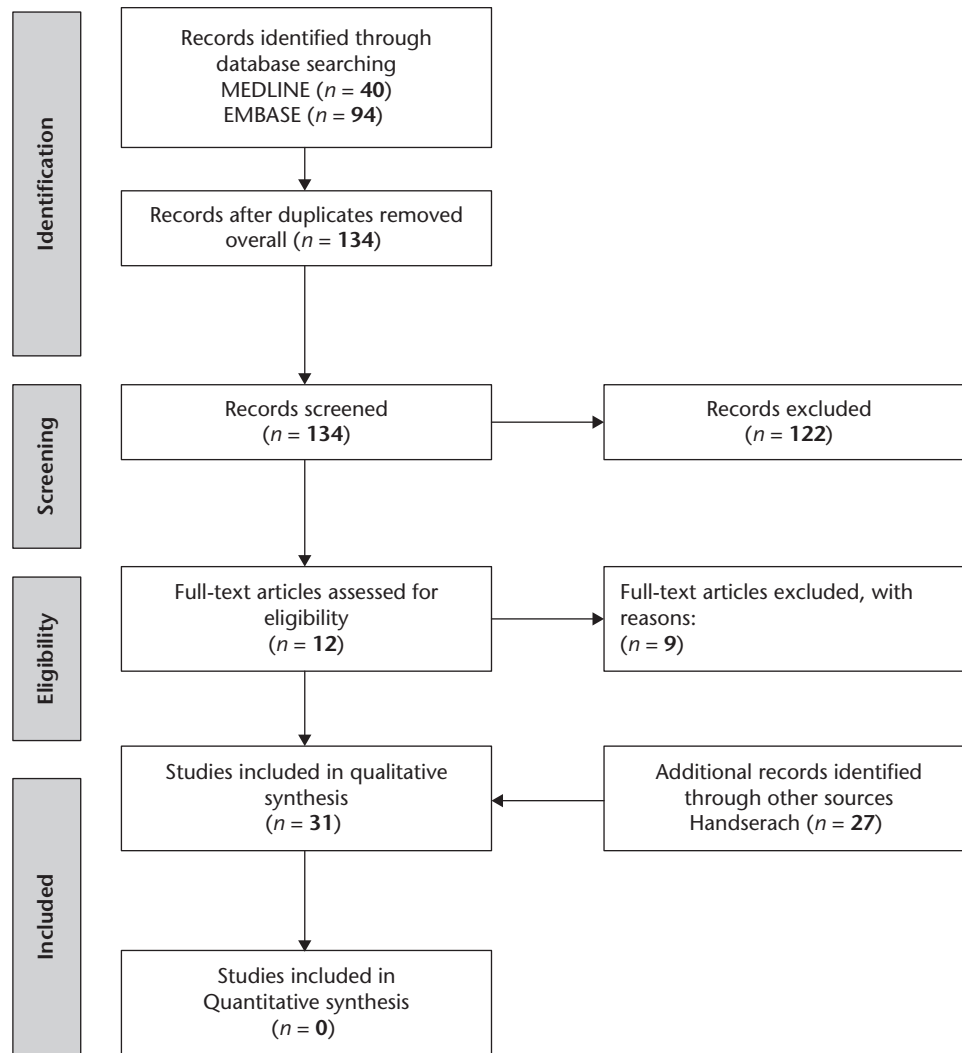 Identification
Records identified through
database searching
MEDLINE (n = 40)
EMBASE (n = 94)
Records after duplicates removed
overall (n = 134)
Screening
Records screened
(n = 134)
Records excluded
(n = 122)
Eligibility
Full-text articles assessed for
eligibility
(n = 12)
Full-text articles excluded, with
reasons:
(n = 9)
Included
Studies included in qualitative
synthesis
(n = 31)
Additional records identified
through other sources
Handserach (n = 27)
Studies included in
Quantitative synthesis
(n = 0)